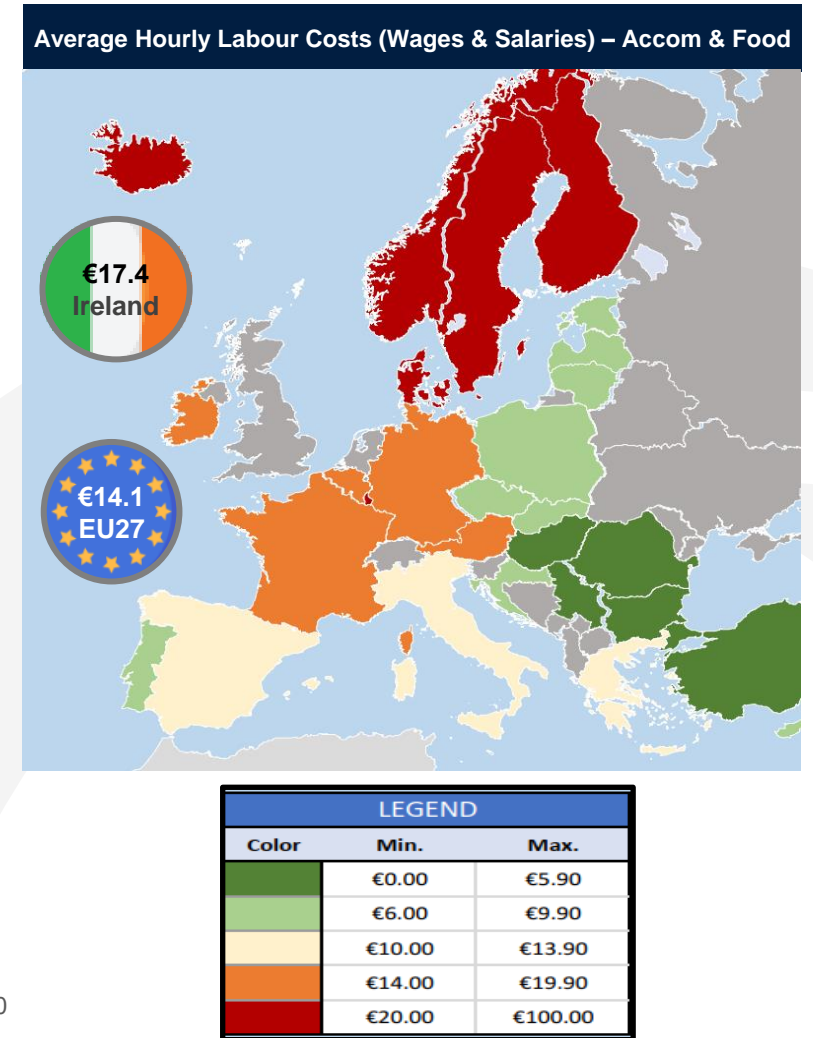 Average Hourly Labour Costs (Wages & Salaries) – Accom & Food
€17.4
Ireland
€14.1
EU27
LEGEND
Color Min. Max.
€0.00 €5.90
€6.00 €9.90
€10.00 €13.90
€14.00 €19.90
€20.00 €100.00
0